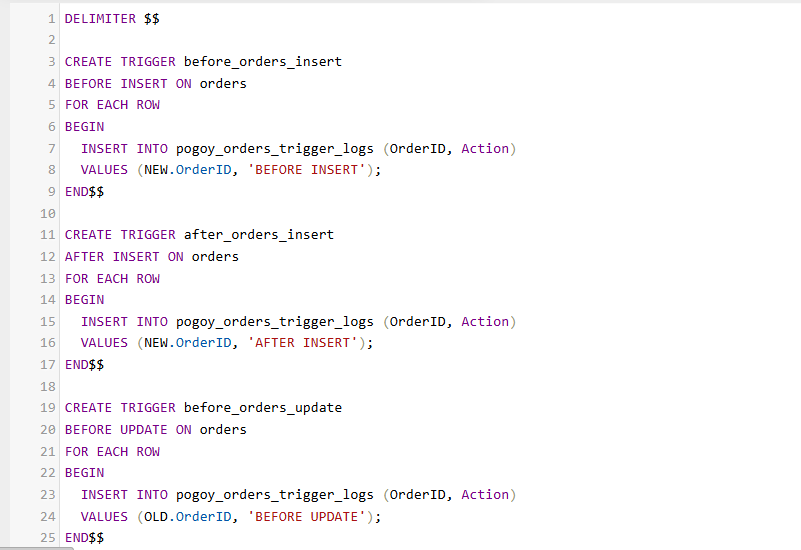 1 DELIMITER $$
2
3 CREATE TRIGGER before_orders_insert
4 BEFORE INSERT ON orders
5 FOR EACH ROW
6 BEGIN
7   INSERT INTO pogoy_orders_trigger_logs (OrderID, Action)
8   VALUES (NEW.OrderID, 'BEFORE INSERT');
9 END$$
10
11 CREATE TRIGGER after_orders_insert
12 AFTER INSERT ON orders
13 FOR EACH ROW
14 BEGIN
15   INSERT INTO pogoy_orders_trigger_logs (OrderID, Action)
16   VALUES (NEW.OrderID, 'AFTER INSERT');
17 END$$
18
19 CREATE TRIGGER before_orders_update
20 BEFORE UPDATE ON orders
21 FOR EACH ROW
22 BEGIN
23   INSERT INTO pogoy_orders_trigger_logs (OrderID, Action)
24   VALUES (OLD.OrderID, 'BEFORE UPDATE');
25 END$$